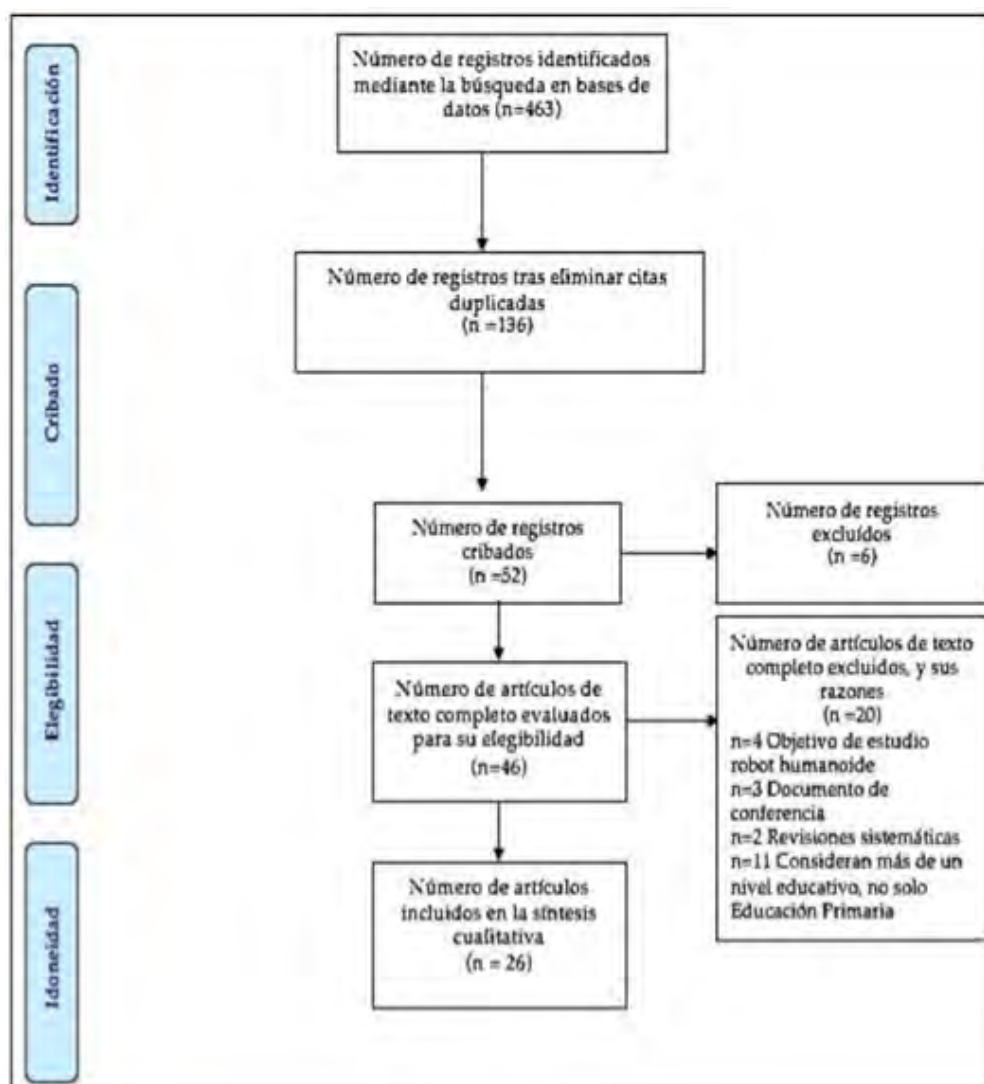 Identificación
Número de registros identificados
mediante la búsqueda en bases de
datos (n=463)
Número de registros tras eliminar citas
duplicadas
(n =136)
Cribado
Número de registros
cribados
(n =52)
Número de registros
excluídos
(n =6)
Elegibilidad
Número de artículos de
texto completo evaluados
para su elegibilidad
(n=46)
Número de artículos de texto
completo excluidos, y sus
razones
(n =20)
n=4 Objetivo de estudio
robot humanoide
n=3 Documento de
conferencia
n=2 Revisiones sistemáticas
n=11 Consideran más de un
nivel educativo, no solo
Educación Primaria
Idoneidad
Número de artículos
incluidos en la síntesis
cualitativa
(n = 26)